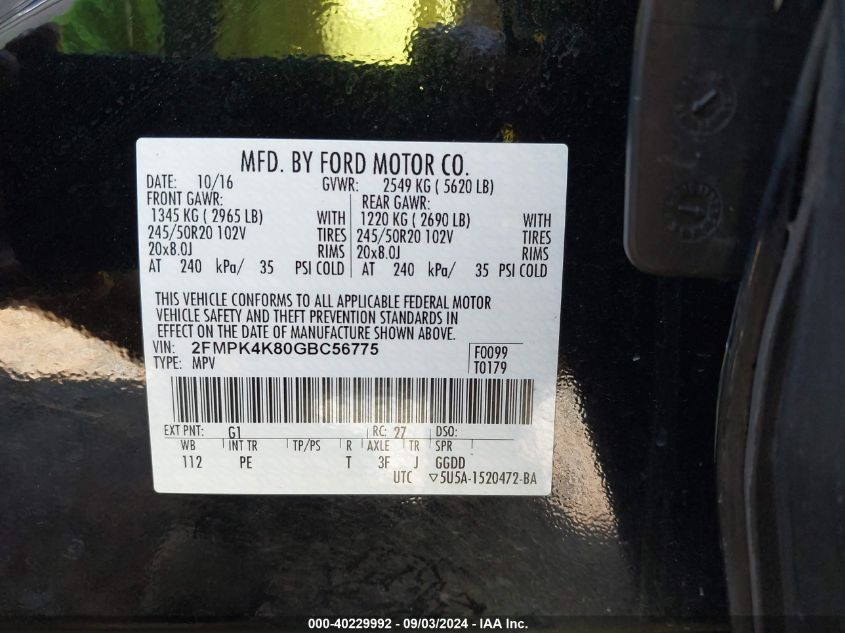 MFD. BY FORD MOTOR CO.
DATE: 10/16 GVWR: 2549 KG ( 5620 LB)
FRONT GAWR: REAR GAWR:
1345 KG ( 2965 LB) WITH 1220 KG ( 2690 LB) WITH
245/50R20 102V TIRES 245/50R20 102V TIRES
20x8.0J RIMS 20x8.0J RIMS
AT 240 kPa/ 35 PSI COLD AT 240 kPa/ 35 PSI COLD
THIS VEHICLE CONFORMS TO ALL APPLICABLE FEDERAL MOTOR
VEHICLE SAFETY AND THEFT PREVENTION STANDARDS IN
EFFECT ON THE DATE OF MANUFACTURE SHOWN ABOVE.
VIN: 2FMPK4K80GBC56775 F0099
TYPE: MPV T0179
EXT PNT: G1 RC: 27 DSO:
WB INT TR TP/PS R AXLE TR SPR
112 PE T 3F J GGDD
UTC ▽5U5A-1520472-BA
000-40229992 - 09/03/2024 - IAA Inc.